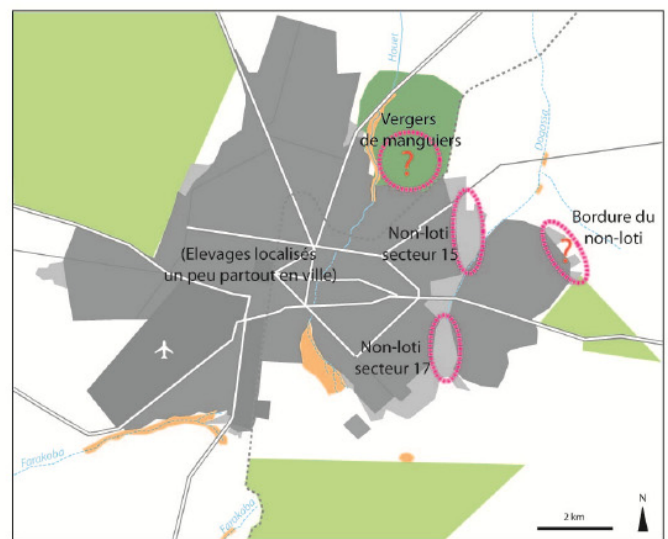 Houet
Dogossa
Vergers
de manguiers
?
Bordure du
non-loti
?
Non-loti
secteur 15
(Elevages localisés
un peu partout en ville)
Non-loti
secteur 17
Farakoba
Farakoba
N
2 km